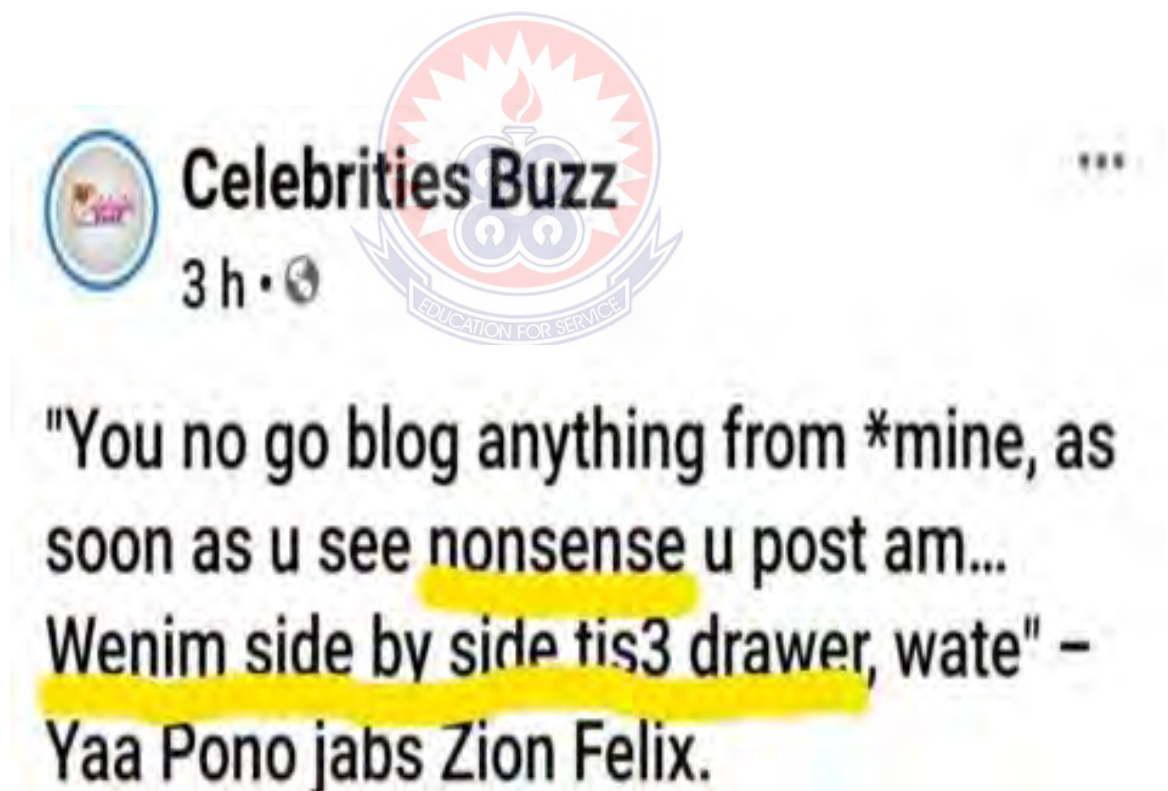 Celebrities Buzz
3 h •
EDUCATION FOR SERVICE
"You no go blog anything from *mine, as
soon as u see nonsense u post am...
Wenim side by side tis3 drawer, wate" –
Yaa Pono jabs Zion Felix.